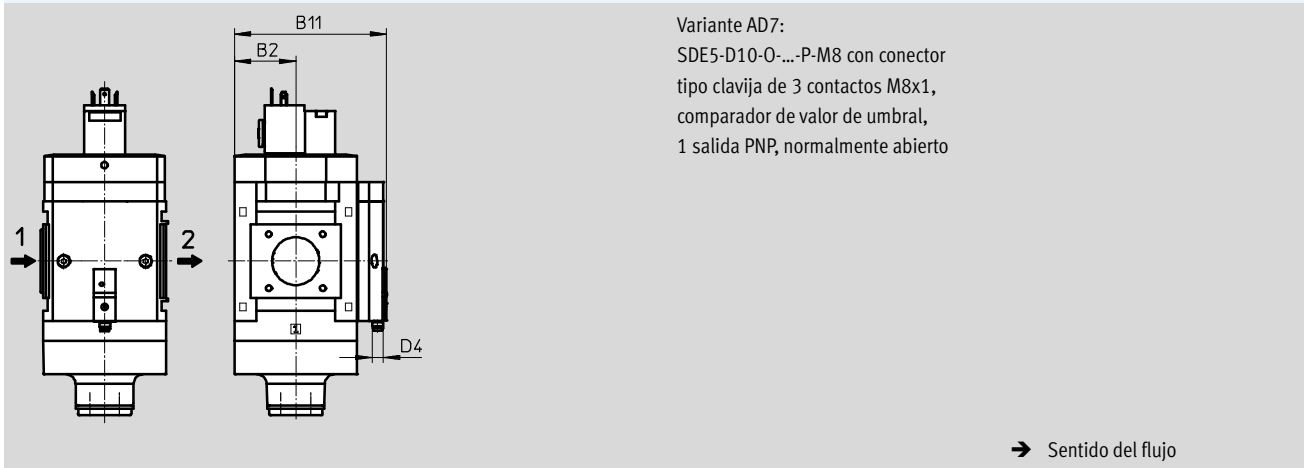 B11
B2
1
2
D4
1
Variante AD7:
SDE5-D10-O-...-P-M8 con conector
tipo clavija de 3 contactos M8x1,
comparador de valor de umbral,
1 salida PNP, normalmente abierto
➔ Sentido del flujo